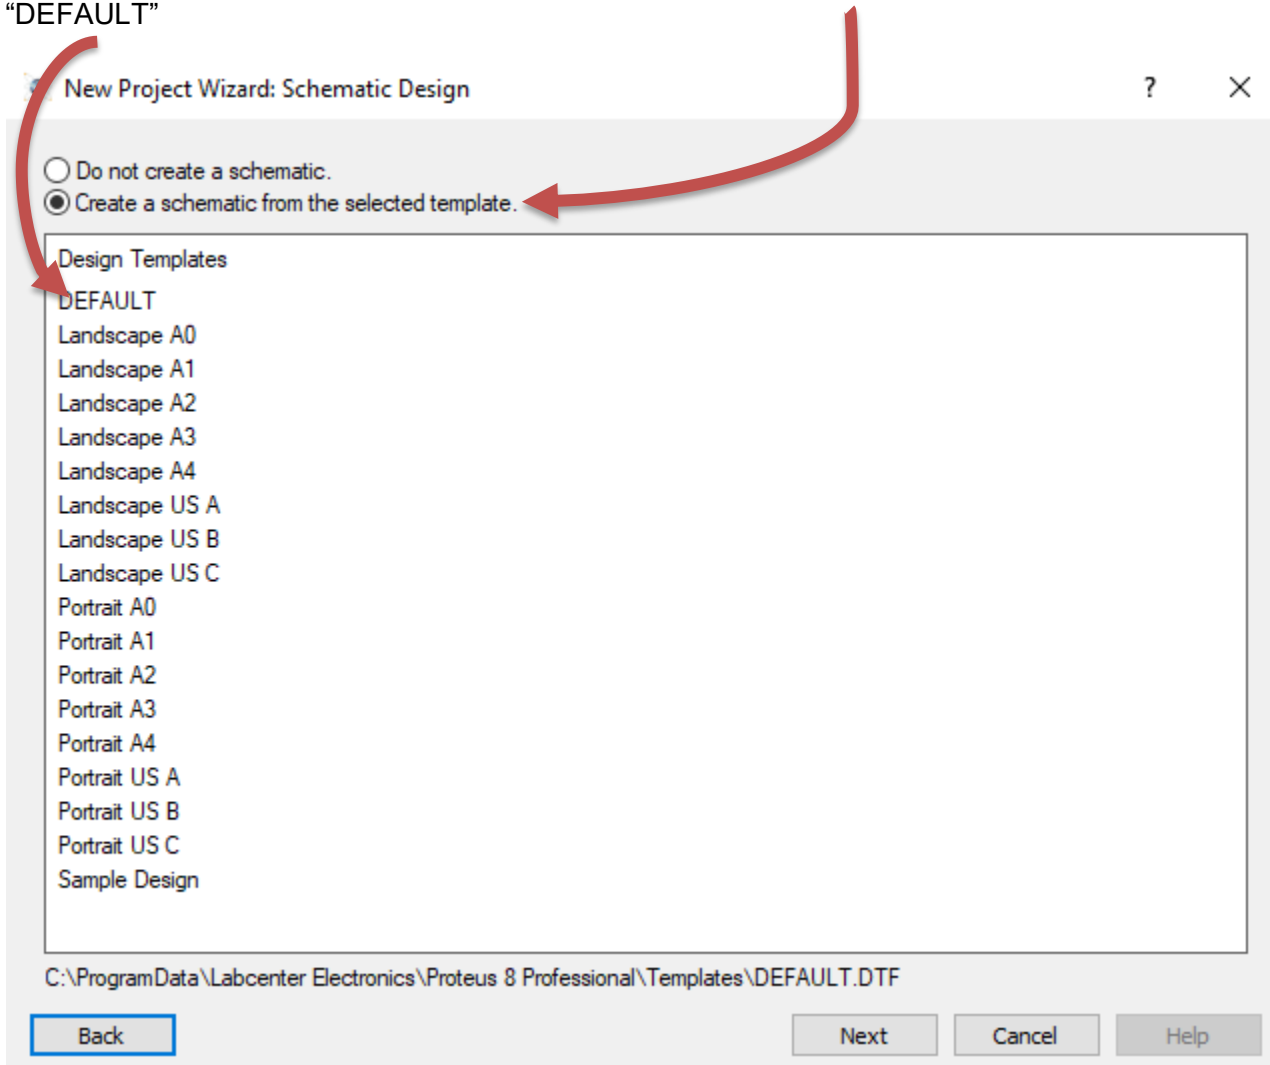 “DEFAULT”
New Project Wizard: Schematic Design ?
Do not create a schematic.
Create a schematic from the selected template.
Design Templates
DEFAULT
Landscape A0
Landscape A1
Landscape A2
Landscape A3
Landscape A4
Landscape US A
Landscape US B
Landscape US C
Portrait A0
Portrait A1
Portrait A2
Portrait A3
Portrait A4
Portrait US A
Portrait US B
Portrait US C
Sample Design
C:\ProgramData\Labcenter Electronics\Proteus 8 Professional\Templates\DEFAULT.DTF
Back Next Cancel Help